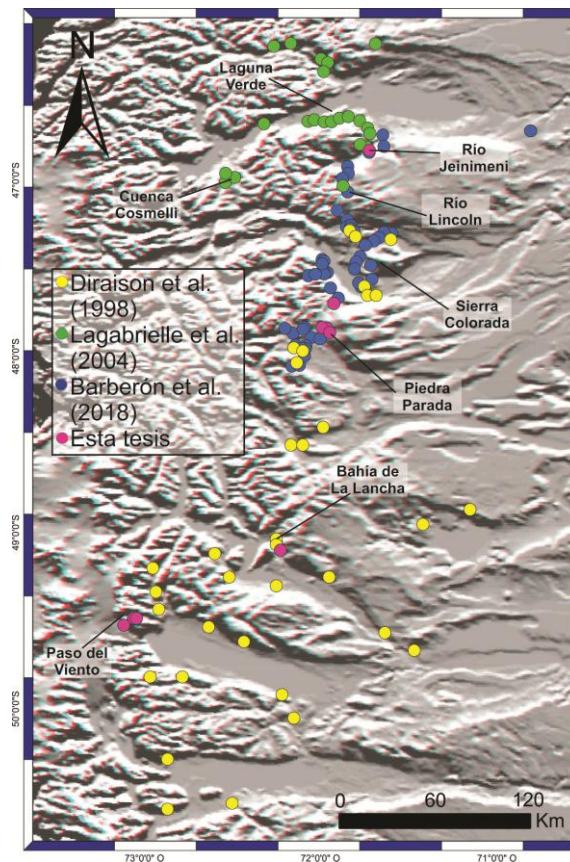 N
Laguna
Verde
Río
Jeinimeni
47°0'0"S
Cuenca
Cosmelli
Río
Lincoln
Diraison et al.
(1998)
Lagabrielle et al.
(2004)
Barberón et al.
(2018)
Esta tesis
Sierra
Colorada
48°0'0"S
Piedra
Parada
Bahía de
La Lancha
49°0'0"S
Paso del
Viento
50°0'0"S
0 60 120
Km
73°0'0" O
72°0'0" O
71°0'0" O